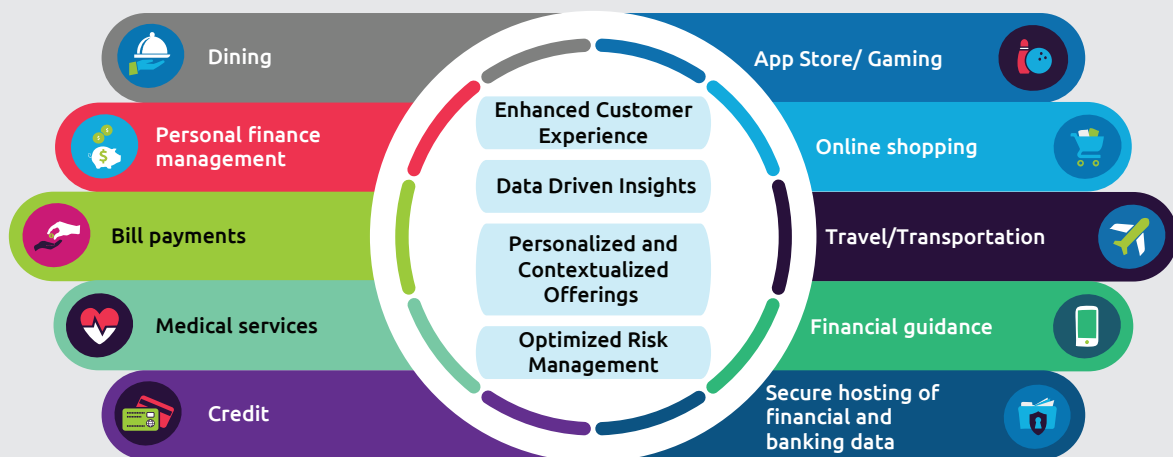 Dining
Personal finance
management
Bill payments
Medical services
Credit
Enhanced Customer
Experience
Data Driven Insights
Personalized and
Contextualized
Offerings
Optimized Risk
Management
App Store/ Gaming
Online shopping
Travel/Transportation
Financial guidance
Secure hosting of
financial and
banking data